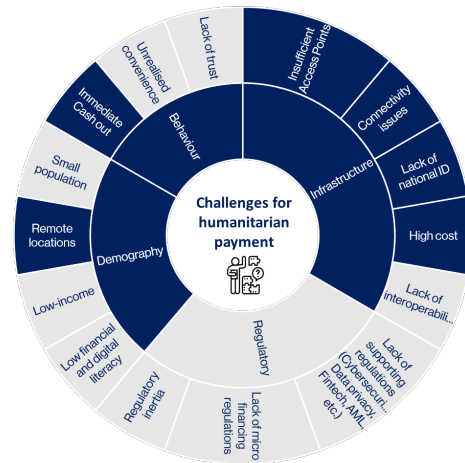 Challenges for
humanitarian
payment
Infrastructure
Insufficient
Access Points
Connectivity
issues
Lack of
national ID
High cost
Lack of
interoperabili...
Regulatory
Lack of
supporting
regulations
(Cybersecuri...
Data privacy,
Fintech, AML,
etc.)
Lack of micro
financing
regulations
Regulatory
inertia
Demography
Low financial
and digital
literacy
Low-income
Remote
locations
Small
population
Behaviour
Immediate
Cash out
Unrealised
convenience
Lack of trust